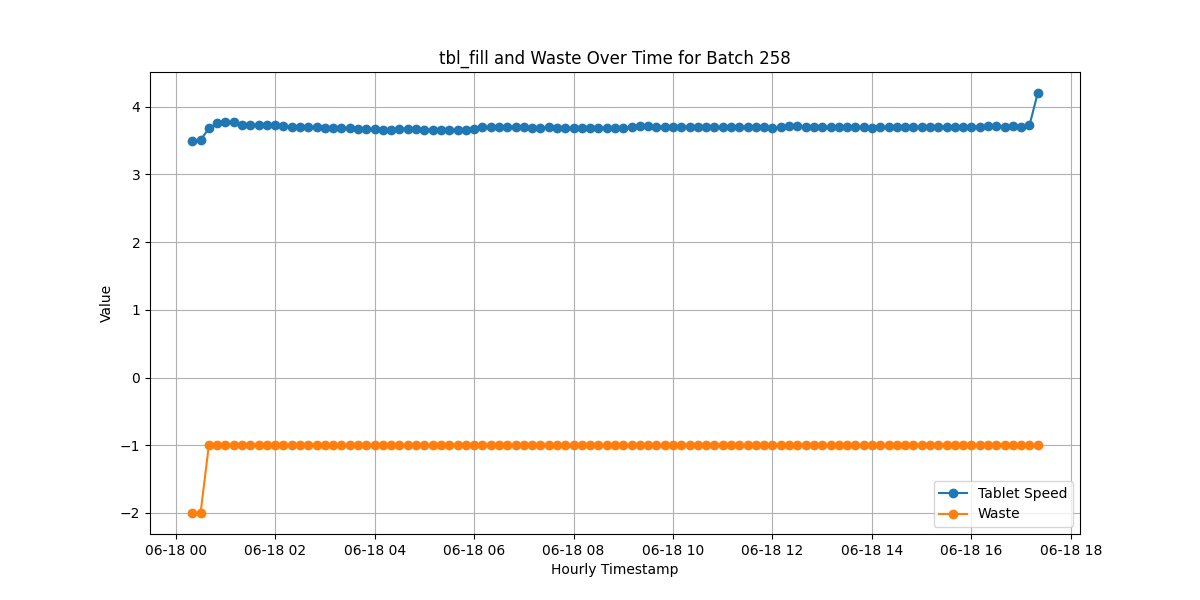 tbl_fill and Waste Over Time for Batch 258
Value
4
3
2
1
0
−1
−2
Tablet Speed
Waste
06-18 00 06-18 02 06-18 04 06-18 06 06-18 08 06-18 10 06-18 12 06-18 14 06-18 16 06-18 18
Hourly Timestamp